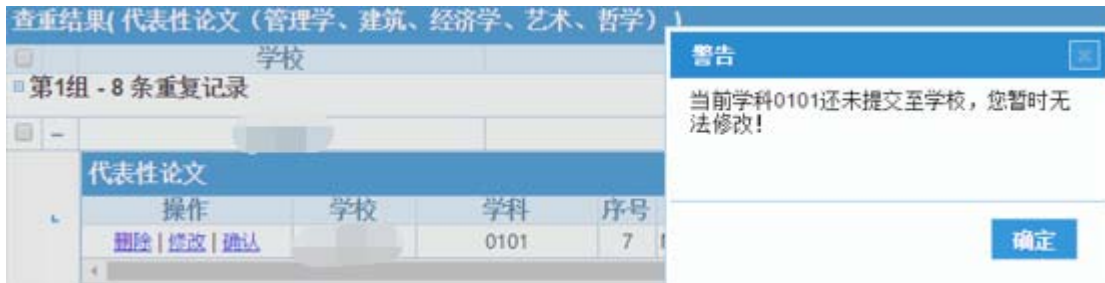 查重结果( 代表性论文（管理学、建筑、经济学、艺术、哲学） )
学校
第1组 - 8 条重复记录
代表性论文
操作 学校 学科 序号
删除 | 修改 | 确认 0101 7
警告
当前学科0101还未提交至学校，您暂时无
法修改！
确定